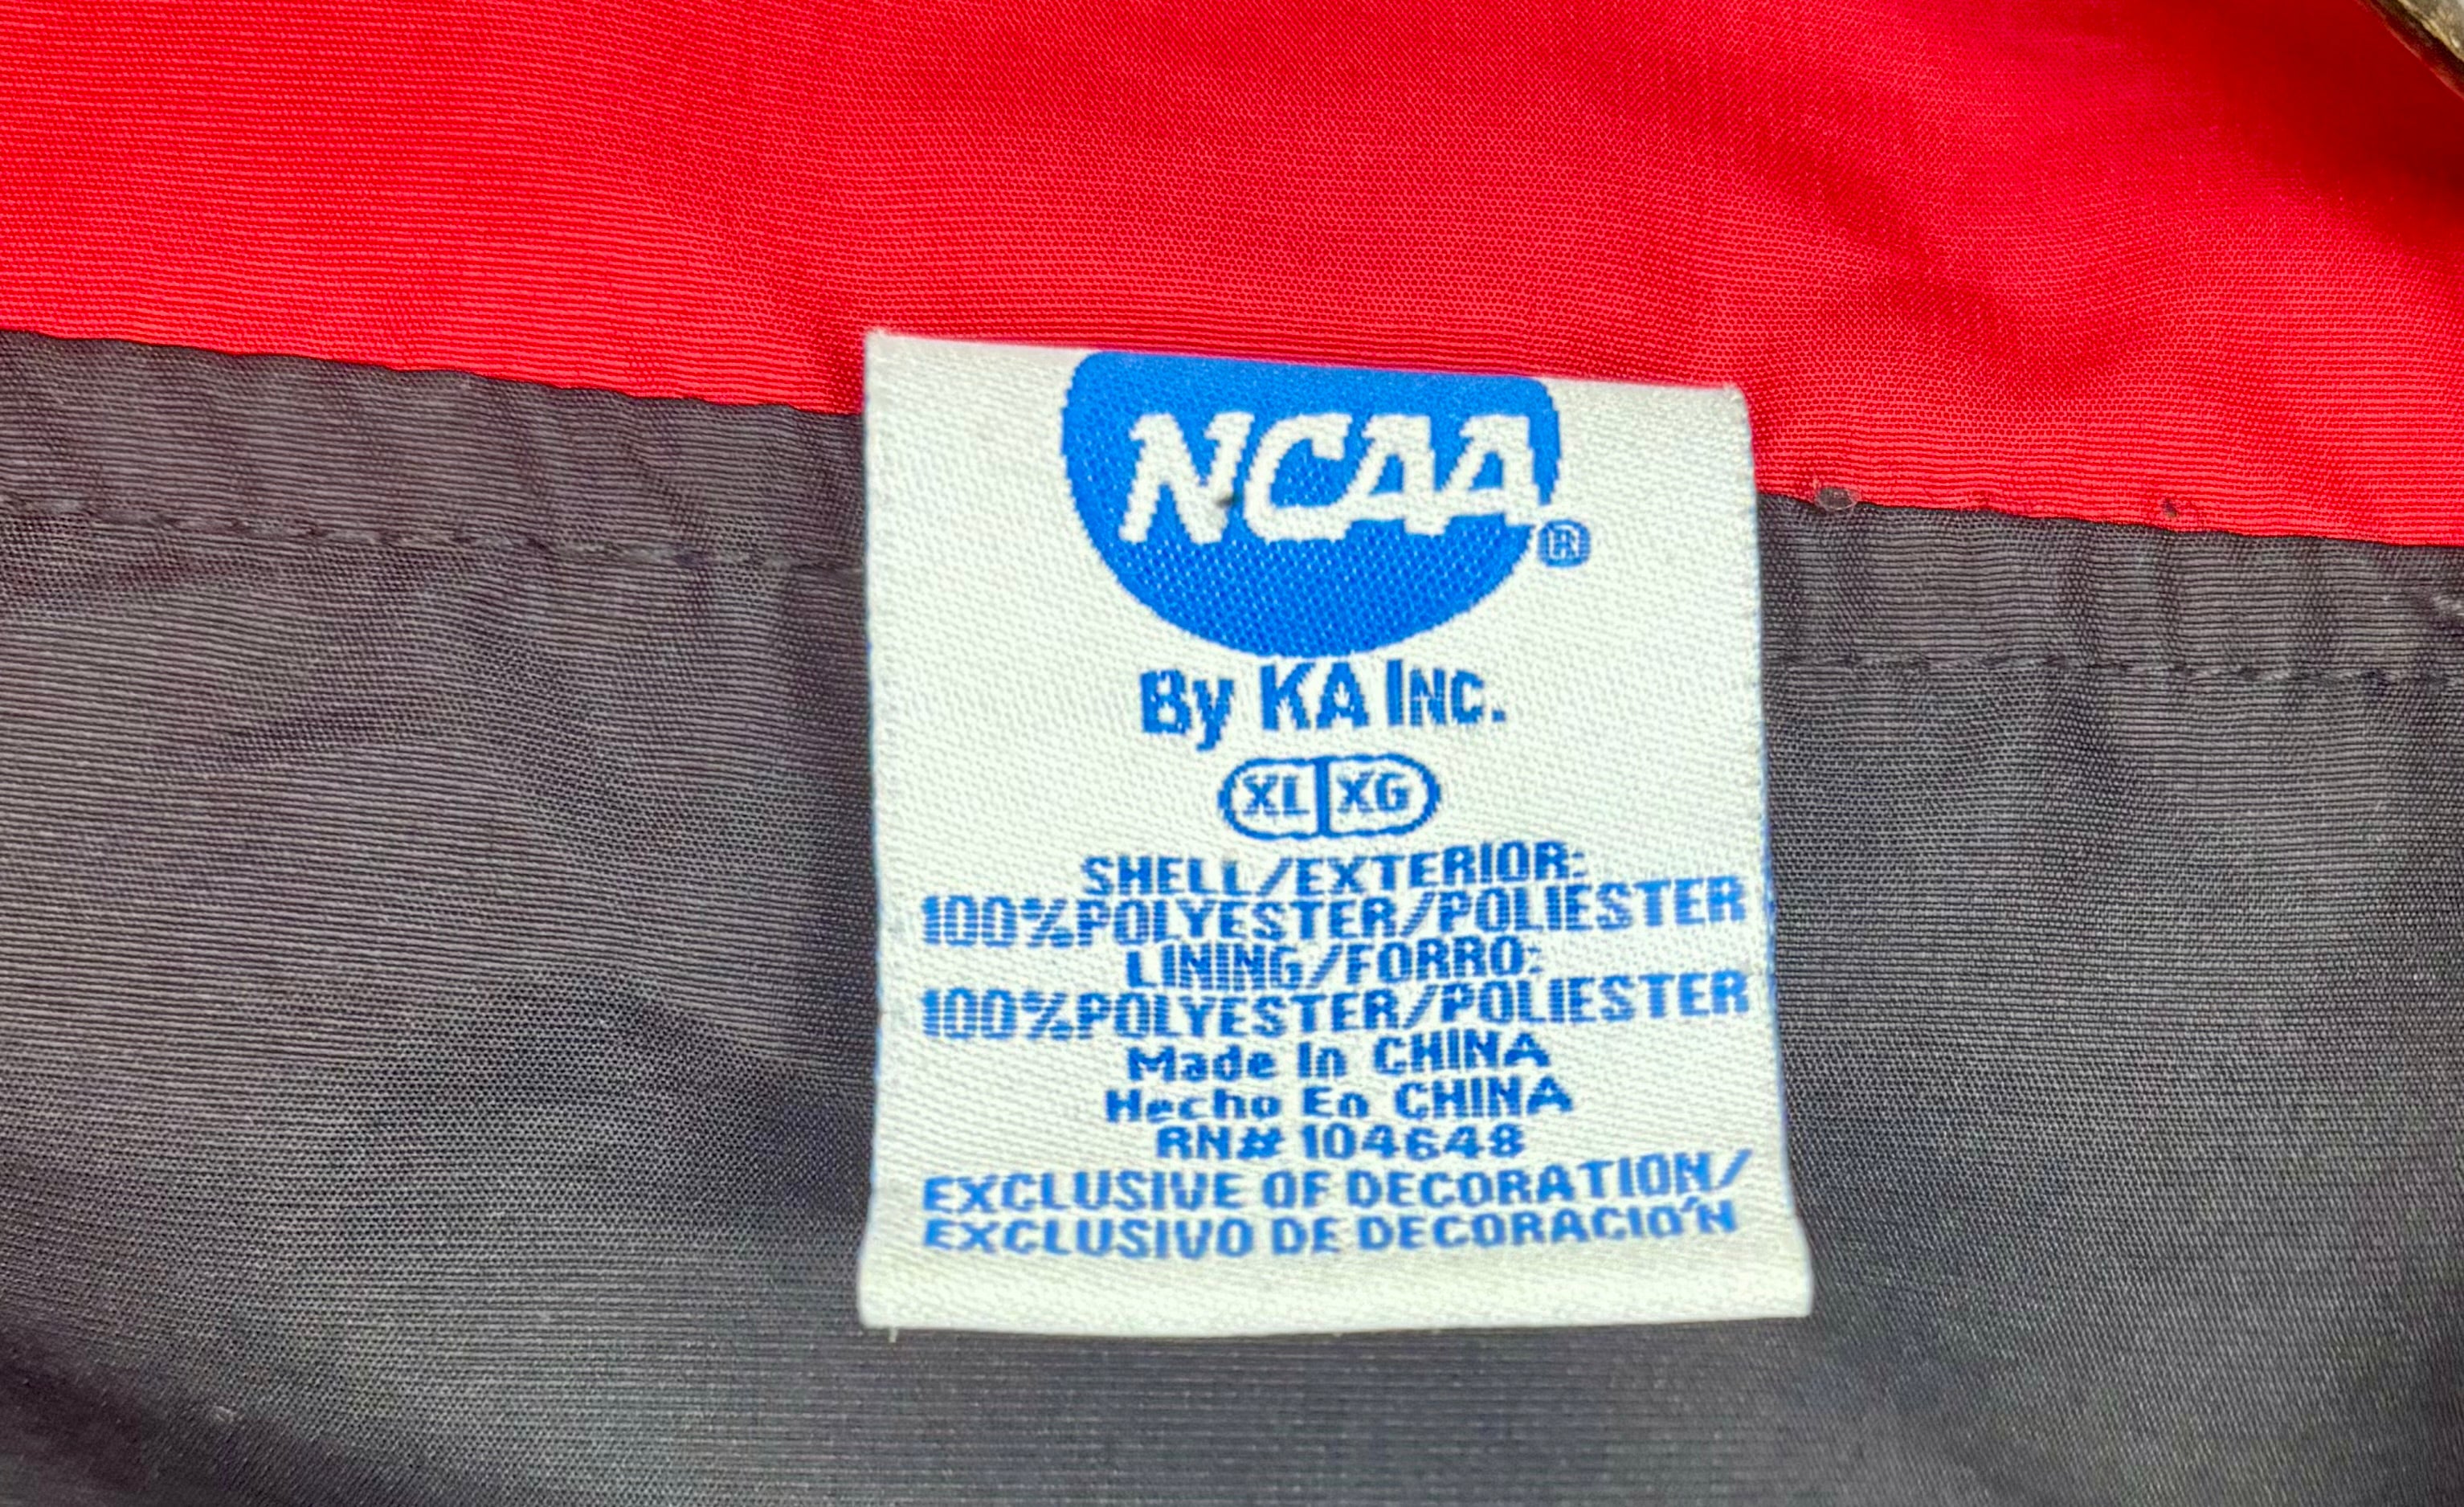 NCAA®
By KA INC.
XL XG
SHELL/EXTERIOR:
100%POLYESTER/POLIESTER
LINING/FORRO:
100%POLYESTER/POLIESTER
Made In CHINA
Hecho En CHINA
RN# 104648
EXCLUSIVE OF DECORATION/
EXCLUSIVO DE DECORACIO'N